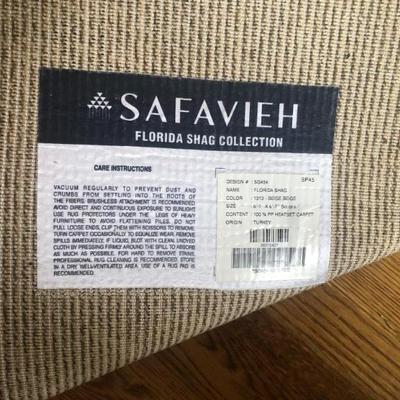 SAFAVIEH
FLORIDA SHAG COLLECTION
CARE INSTRUCTIONS
VACUUM REGULARLY TO PREVENT DUST AND
CRUMBS FROM SETTLING INTO THE ROOTS
OF THE FIBERS. BRUSHLESS ATTACHMENT IS RECOMMENDED
AVOID DIRECT AND CONTINUOUS EXPOSURE TO SUNLIGHT
USE RUG PROTECTORS UNDER THE LEGS OF HEAVY
FURNITURE TO AVOID FLATTENING PILES, DO NOT
PULL LOOSE ENDS, CLIP THEM WITH SCISSORS TO REMOVE.
TURN CARPET OCCASIONALLY TO EQUALIZE WEAR, REMOVE
SPILLS IMMEDIATELY. IF LIQUID, BLOT WITH CLEAN, UNDYED
CLOTH BY PRESSING FIRMLY AROUND THE SPILL TO ABSORB
AS MUCH AS POSSIBLE. FOR HARD TO REMOVE STAINS,
PROFESSIONAL RUG CLEANING IS RECOMMENDED. STORE
IN A DRY, WELL-VENTILATED AREA. USE OF A RUG PAD IS
RECOMMENDED.
SPA5
DESIGN # : SG454
NAME : FLORIDA SHAG
COLOR : 1313 - BEIGE/BEIGE
SIZE :
CONTENT : 100 % PP HEATSET CARPET
ORIGIN : TURKEY